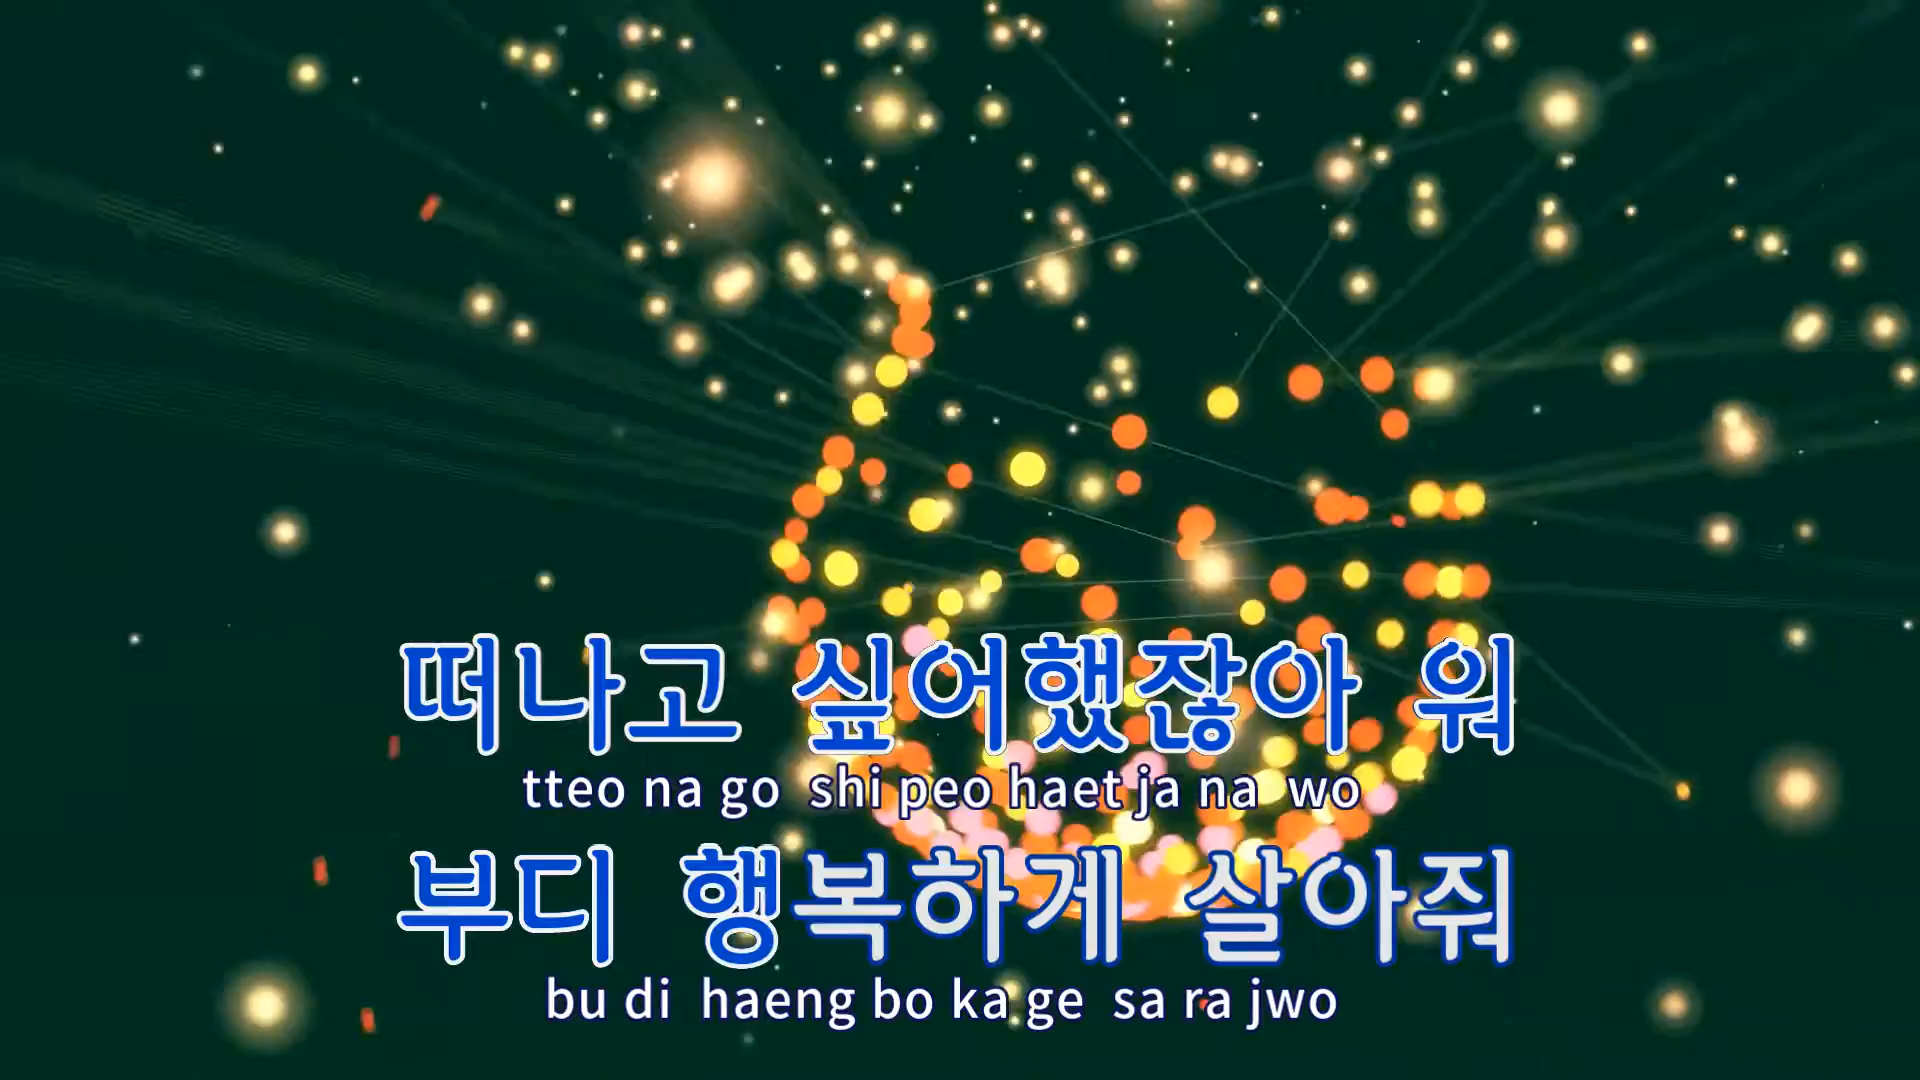 떠나고 싶어했잖아 워
tteo na go shi peo haet ja na wo
부디 행복하게 살아줘
bu di haeng bo ka ge sa ra jwo